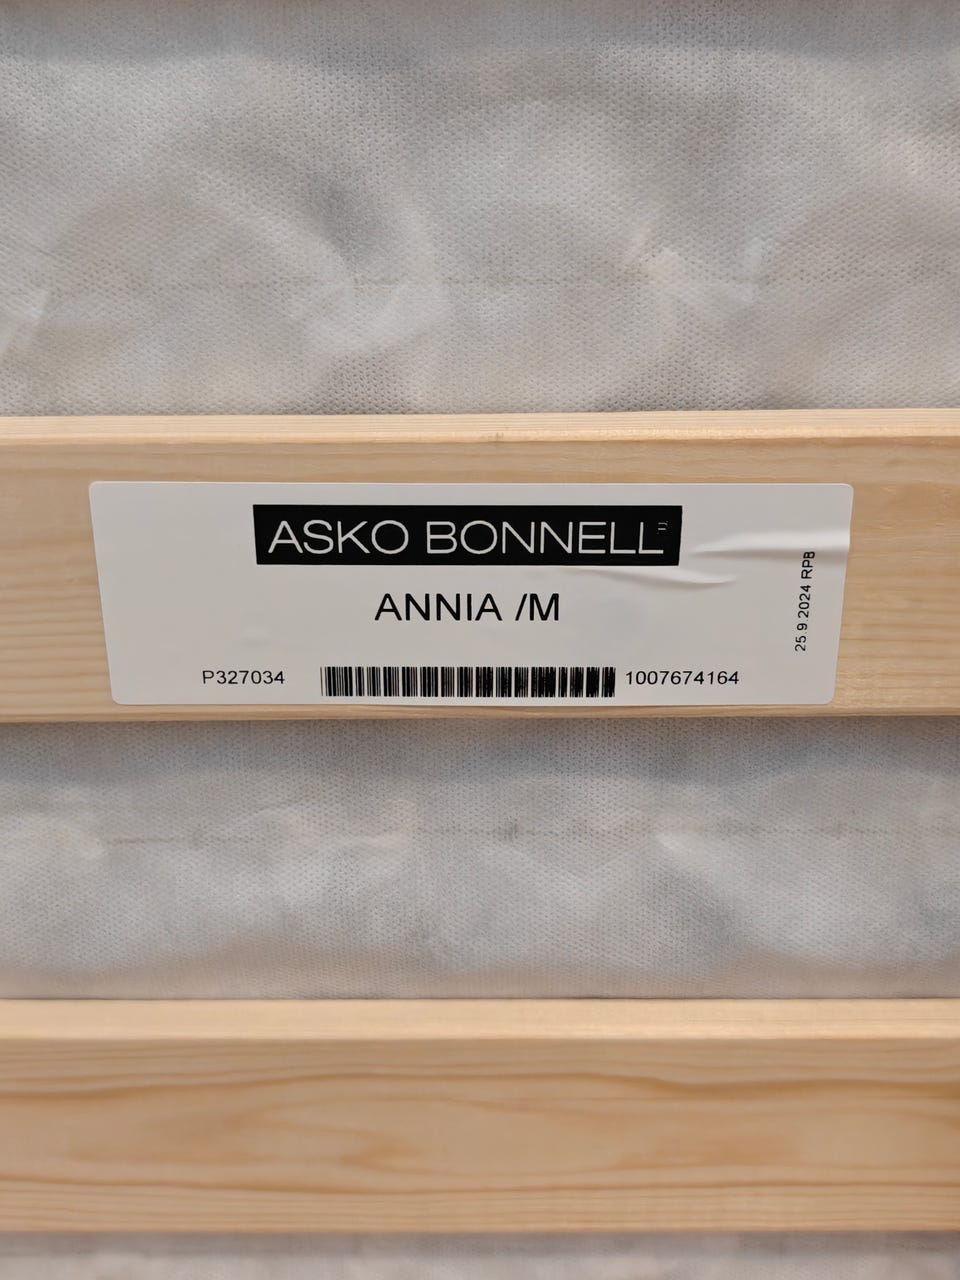 ASKO BONNELL
ANNIA /M
P327034
1007674164
25.9.2024 RPB